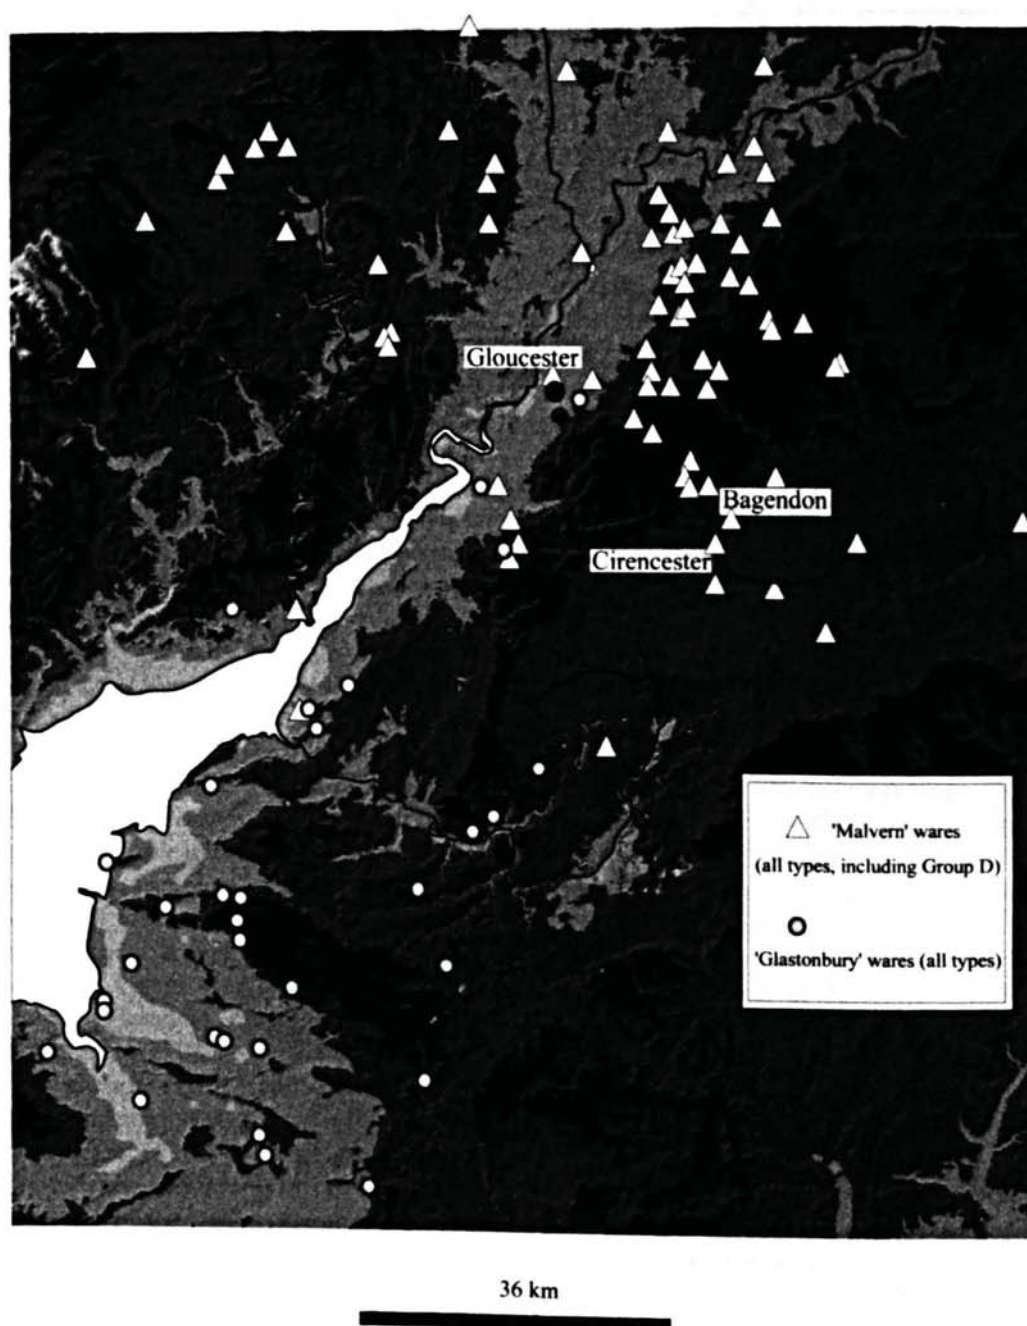 Gloucester
Bagendon
Cirencester
'Malvern' wares
(all types, including Group D)
'Glastonbury' wares (all types)
36 km